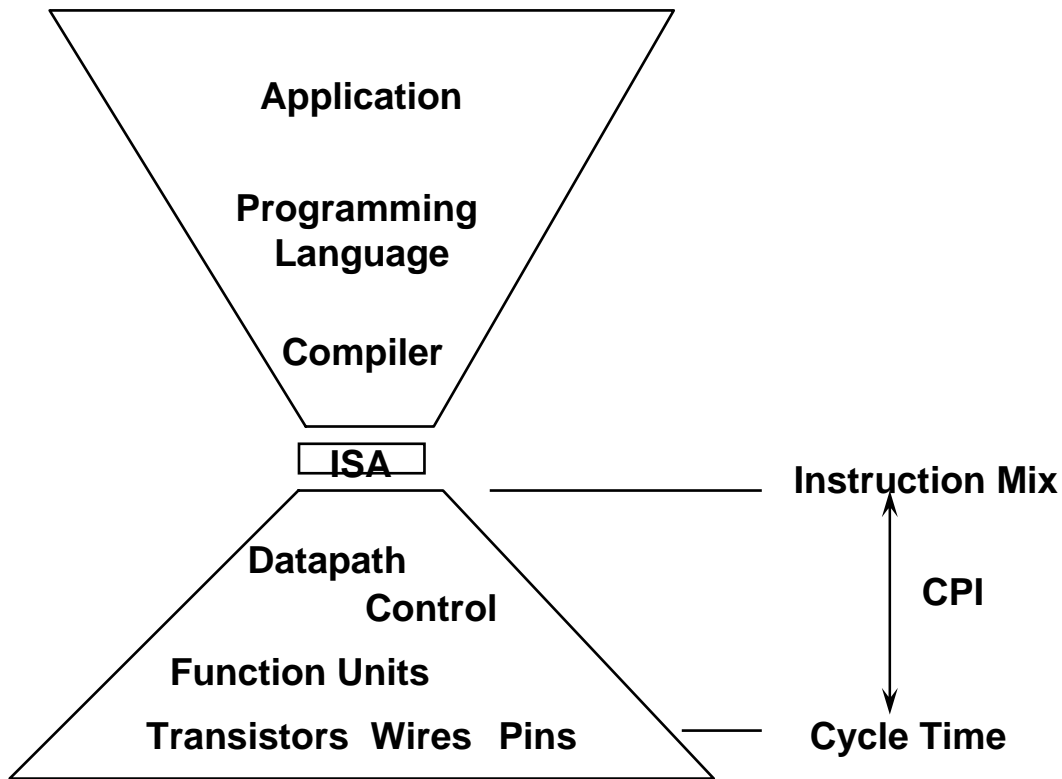 Application
Programming
Language
Compiler
ISA
Instruction Mix
Datapath
Control
CPI
Function Units
Transistors Wires Pins
Cycle Time